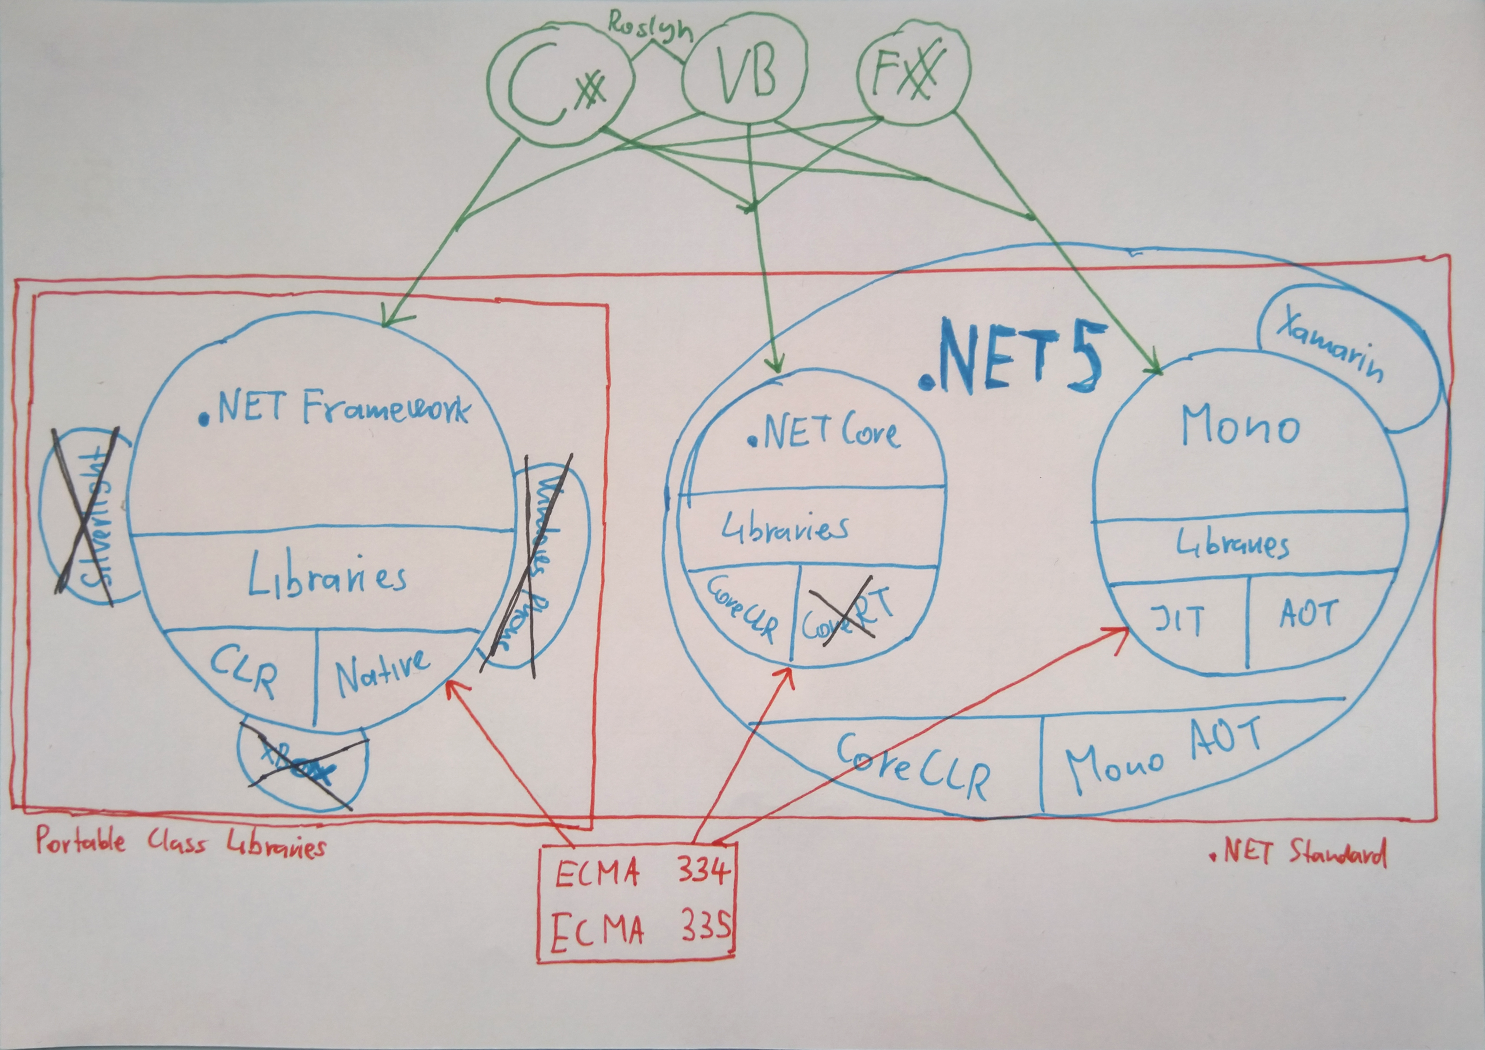 Roslyn
C#
VB
F#
.NET 5
Xamarin
.NET Framework
Libraries
CLR
Native
Silverlight
Windows Phone
XBox
.NET Core
Libraries
CoreCLR
CoreRT
Mono
Libraries
JIT
AOT
CoreCLR
Mono AOT
Portable Class Libraries
.NET Standard
ECMA 334
ECMA 335